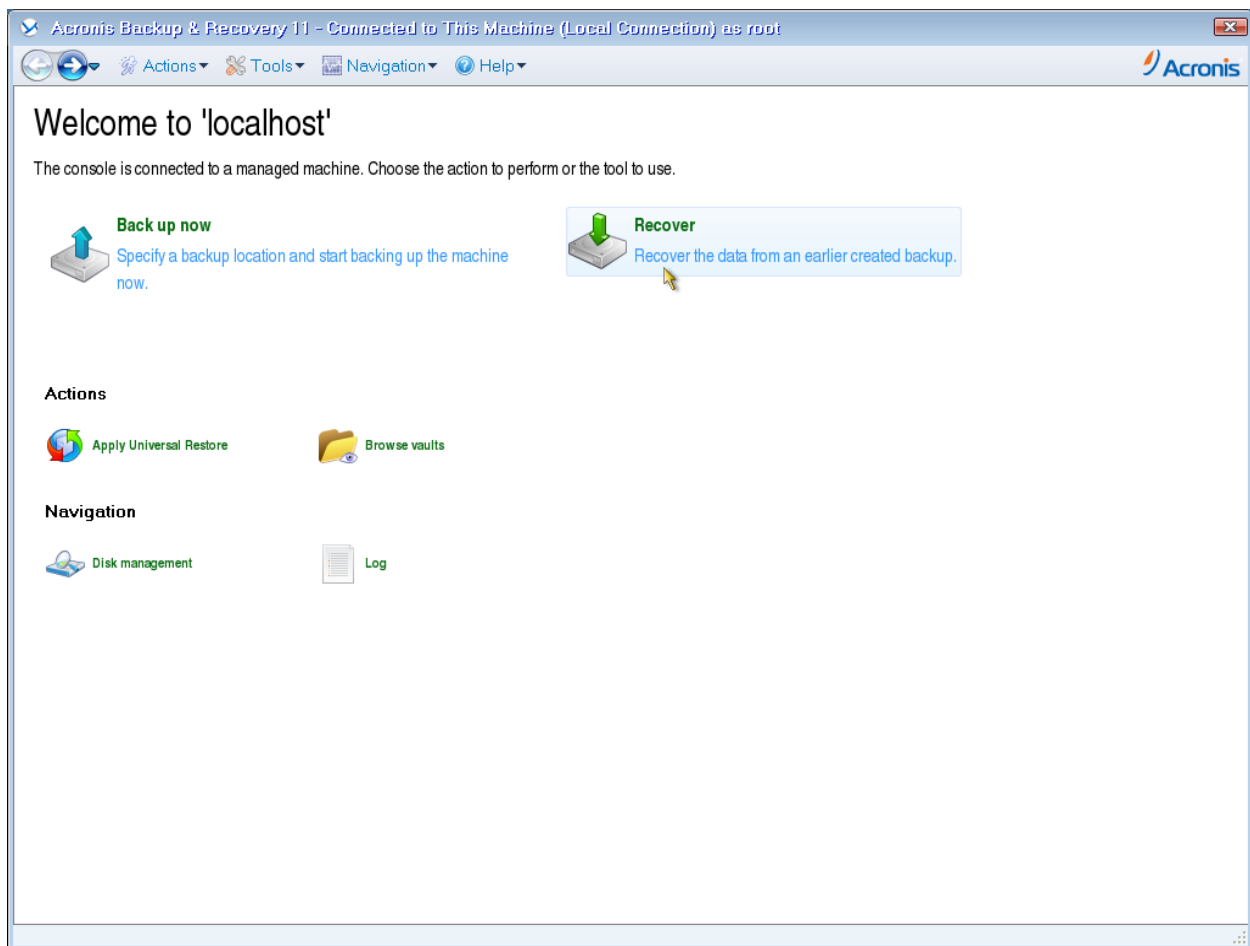 Acronis Backup & Recovery 11 - Connected to This Machine (Local Connection) as root
Actions Tools Navigation Help
Acronis
Welcome to 'localhost'
The console is connected to a managed machine. Choose the action to perform or the tool to use.
Back up now
Specify a backup location and start backing up the machine
now.
Recover
Recover the data from an earlier created backup.
Actions
Apply Universal Restore
Browse vaults
Navigation
Disk management
Log